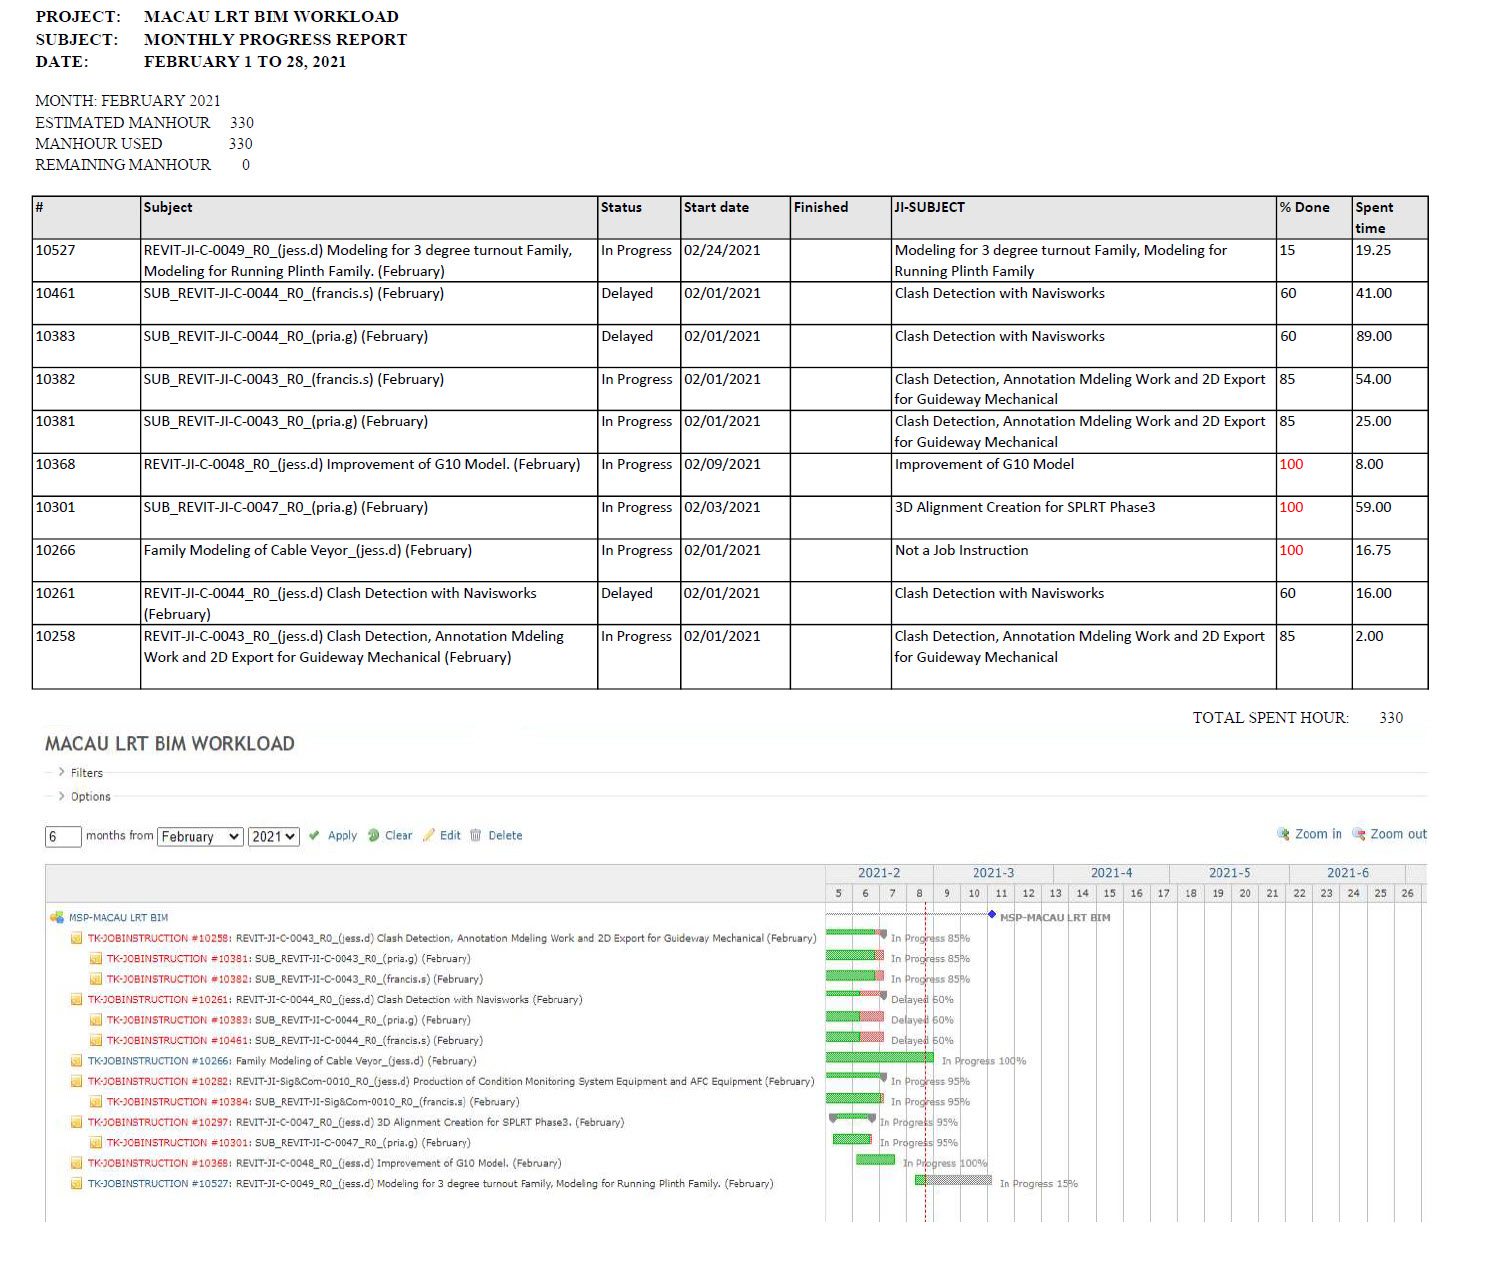 PROJECT: MACAU LRT BIM WORKLOAD
SUBJECT: MONTHLY PROGRESS REPORT
DATE: FEBRUARY 1 TO 28, 2021
MONTH: FEBRUARY 2021
ESTIMATED MANHOUR 330
MANHOUR USED 330
REMAINING MANHOUR 0
# Subject Status Start date Finished JI-SUBJECT % Done Spent
time
10527 REVIT-JI-C-0049_R0_(jess.d) Modeling for 3 degree turnout Family, In Progress 02/24/2021 Modeling for 3 degree turnout Family, Modeling for 15 19.25
Modeling for Running Plinth Family. (February) Running Plinth Family
10461 SUB_REVIT-JI-C-0044_R0_(francis.s) (February) Delayed 02/01/2021 Clash Detection with Navisworks 60 41.00
10383 SUB_REVIT-JI-C-0044_R0_(pria.g) (February) Delayed 02/01/2021 Clash Detection with Navisworks 60 89.00
10382 SUB_REVIT-JI-C-0043_R0_(francis.s) (February) In Progress 02/01/2021 Clash Detection, Annotation Mdeling Work and 2D Export 85 54.00
for Guideway Mechanical
10381 SUB_REVIT-JI-C-0043_R0_(pria.g) (February) In Progress 02/01/2021 Clash Detection, Annotation Mdeling Work and 2D Export 85 25.00
for Guideway Mechanical
10368 REVIT-JI-C-0048_R0_(jess.d) Improvement of G10 Model. (February) In Progress 02/09/2021 Improvement of G10 Model 100 8.00
10301 SUB_REVIT-JI-C-0047_R0_(pria.g) (February) In Progress 02/03/2021 3D Alignment Creation for SPLRT Phase3 100 59.00
10266 Family Modeling of Cable Veyor_(jess.d) (February) In Progress 02/01/2021 Not a Job Instruction 100 16.75
10261 REVIT-JI-C-0044_R0_(jess.d) Clash Detection with Navisworks Delayed 02/01/2021 Clash Detection with Navisworks 60 16.00
(February)
10258 REVIT-JI-C-0043_R0_(jess.d) Clash Detection, Annotation Mdeling In Progress 02/01/2021 Clash Detection, Annotation Mdeling Work and 2D Export 85 2.00
Work and 2D Export for Guideway Mechanical (February) for Guideway Mechanical
TOTAL SPENT HOUR: 330
MACAU LRT BIM WORKLOAD
Filters
Options
6 months from February 2021 Apply Clear Edit Delete Zoom in Zoom out
2021-2 2021-3 2021-4 2021-5 2021-6
5 6 7 8 9 10 11 12 13 14 15 16 17 18 19 20 21 22 23 24 25 26
MSP-MACAU LRT BIM MSP-MACAU LRT BIM
TK-JOBINSTRUCTION #10258: REVIT-JI-C-0043_R0_(jess.d) Clash Detection, Annotation Mdeling Work and 2D Export for Guideway Mechanical (February) In Progress 85%
TK-JOBINSTRUCTION #10381: SUB_REVIT-JI-C-0043_R0_(pria.g) (February) In Progress 85%
TK-JOBINSTRUCTION #10382: SUB_REVIT-JI-C-0043_R0_(francis.s) (February) In Progress 85%
TK-JOBINSTRUCTION #10261: REVIT-JI-C-0044_R0_(jess.d) Clash Detection with Navisworks (February) Delayed 60%
TK-JOBINSTRUCTION #10383: SUB_REVIT-JI-C-0044_R0_(pria.g) (February) Delayed 60%
TK-JOBINSTRUCTION #10461: SUB_REVIT-JI-C-0044_R0_(francis.s) (February) Delayed 60%
TK-JOBINSTRUCTION #10266: Family Modeling of Cable Veyor_(jess.d) (February) In Progress 100%
TK-JOBINSTRUCTION #10282: REVIT-JI-Sig&Com-0010_R0_(jess.d) Production of Condition Monitoring System Equipment and AFC Equipment (February) In Progress 95%
TK-JOBINSTRUCTION #10384: SUB_REVIT-JI-Sig&Com-0010_R0_(francis.s) (February) In Progress 95%
TK-JOBINSTRUCTION #10297: REVIT-JI-C-0047_R0_(jess.d) 3D Alignment Creation for SPLRT Phase3. (February) In Progress 95%
TK-JOBINSTRUCTION #10301: SUB_REVIT-JI-C-0047_R0_(pria.g) (February) In Progress 95%
TK-JOBINSTRUCTION #10368: REVIT-JI-C-0048_R0_(jess.d) Improvement of G10 Model. (February) In Progress 100%
TK-JOBINSTRUCTION #10527: REVIT-JI-C-0049_R0_(jess.d) Modeling for 3 degree turnout Family, Modeling for Running Plinth Family. (February) In Progress 15%